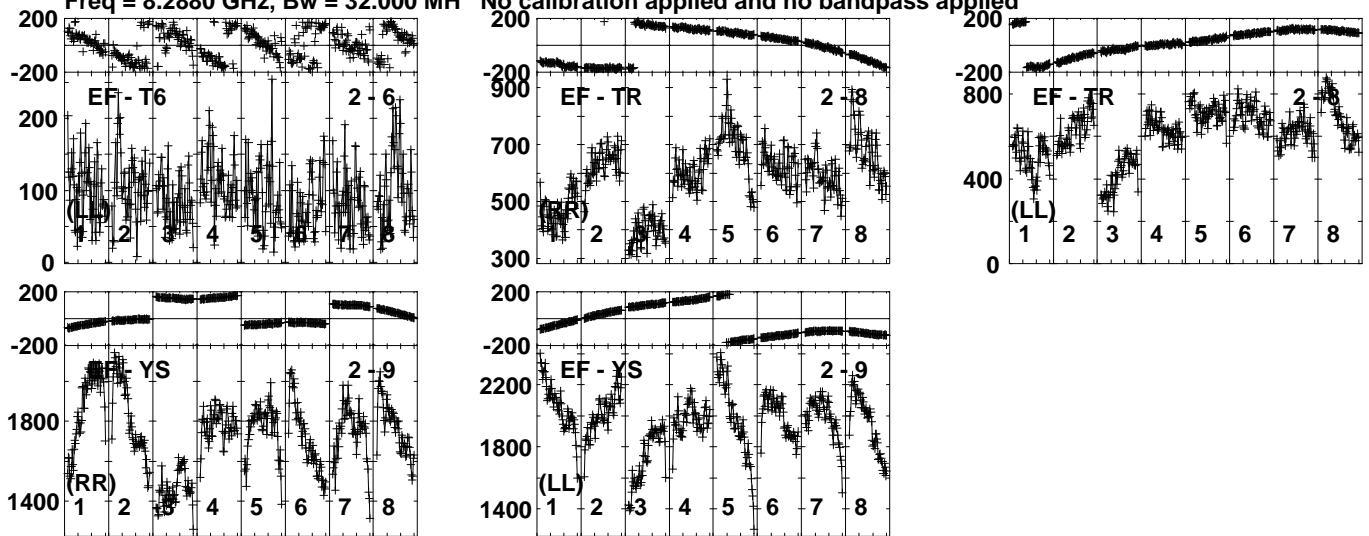 Freq = 8.2880 GHz, Bw = 32.000 MH No calibration applied and no bandpass applied
200
-200
EF - T6 2 - 6
200
100
0
(LL)
1 2 3 4 5 6 7 8
200
-200
EF - TR 2 - 8
900
700
500
300
(RR)
1 2 3 4 5 6 7 8
200
-200
EF - TR 2 - 8
800
400
0
(LL)
1 2 3 4 5 6 7 8
200
-200
EF - YS 2 - 9
1800
1400
(RR)
1 2 3 4 5 6 7 8
200
-200
EF - YS 2 - 9
2200
1800
1400
(LL)
1 2 3 4 5 6 7 8